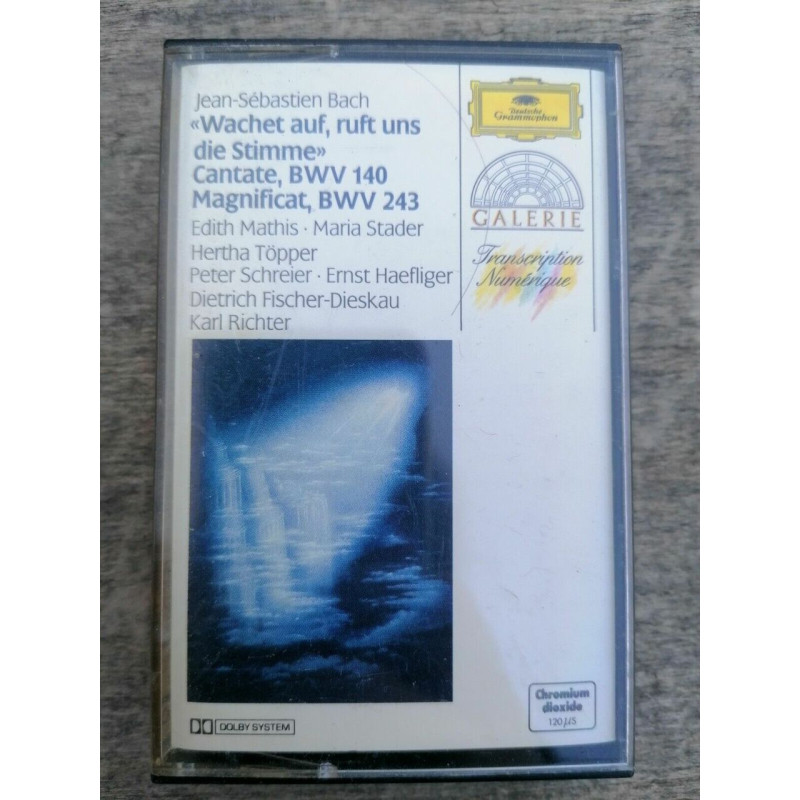 Jean-Sébastien Bach
«Wachet auf, ruft uns
die Stimme»
Cantate, BWV 140
Magnificat, BWV 243
Edith Mathis · Maria Stader
Hertha Töpper
Peter Schreier · Ernst Haefliger
Dietrich Fischer-Dieskau
Karl Richter
Deutsche
Grammophon
GALERIE
Transcription
Numérique
DOLBY SYSTEM
Chromium
dioxide
120 µS